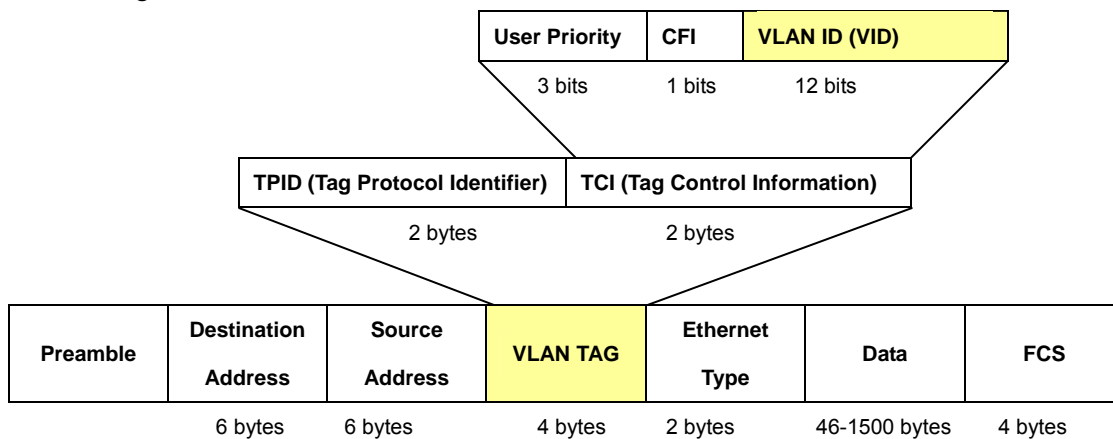 User Priority CFI VLAN ID (VID)
3 bits 1 bits 12 bits
TPID (Tag Protocol Identifier) TCI (Tag Control Information)
2 bytes 2 bytes
Preamble Destination Address Source Address VLAN TAG Ethernet Type Data FCS
6 bytes 6 bytes 4 bytes 2 bytes 46-1500 bytes 4 bytes